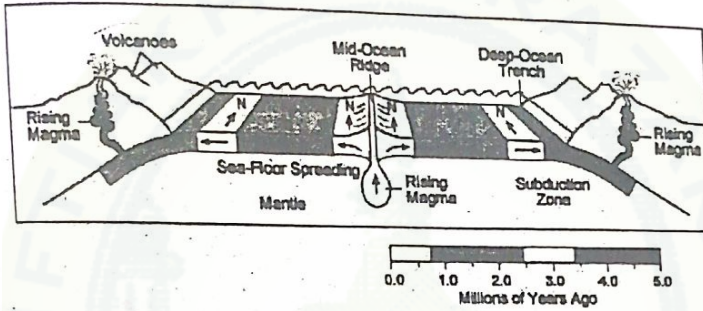 Volcanoes
Mid-Ocean
Ridge
Deep-Ocean
Trench
N
N
N
N
Rising
Magma
Rising
Magma
Sea-Floor Spreading
Rising
Magma
Subduction
Zone
Mantle
0.0 1.0 2.0 3.0 4.0 5.0
Millions of Years Ago